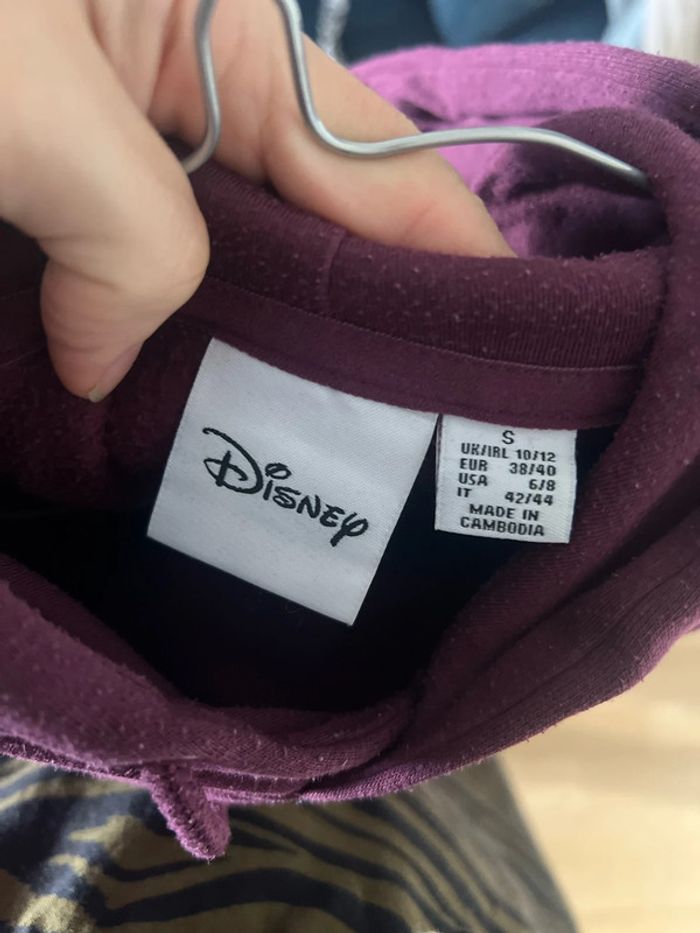 Disney
S
UK/IRL 10/12
EUR 38/40
USA 6/8
IT 42/44
MADE IN
CAMBODIA